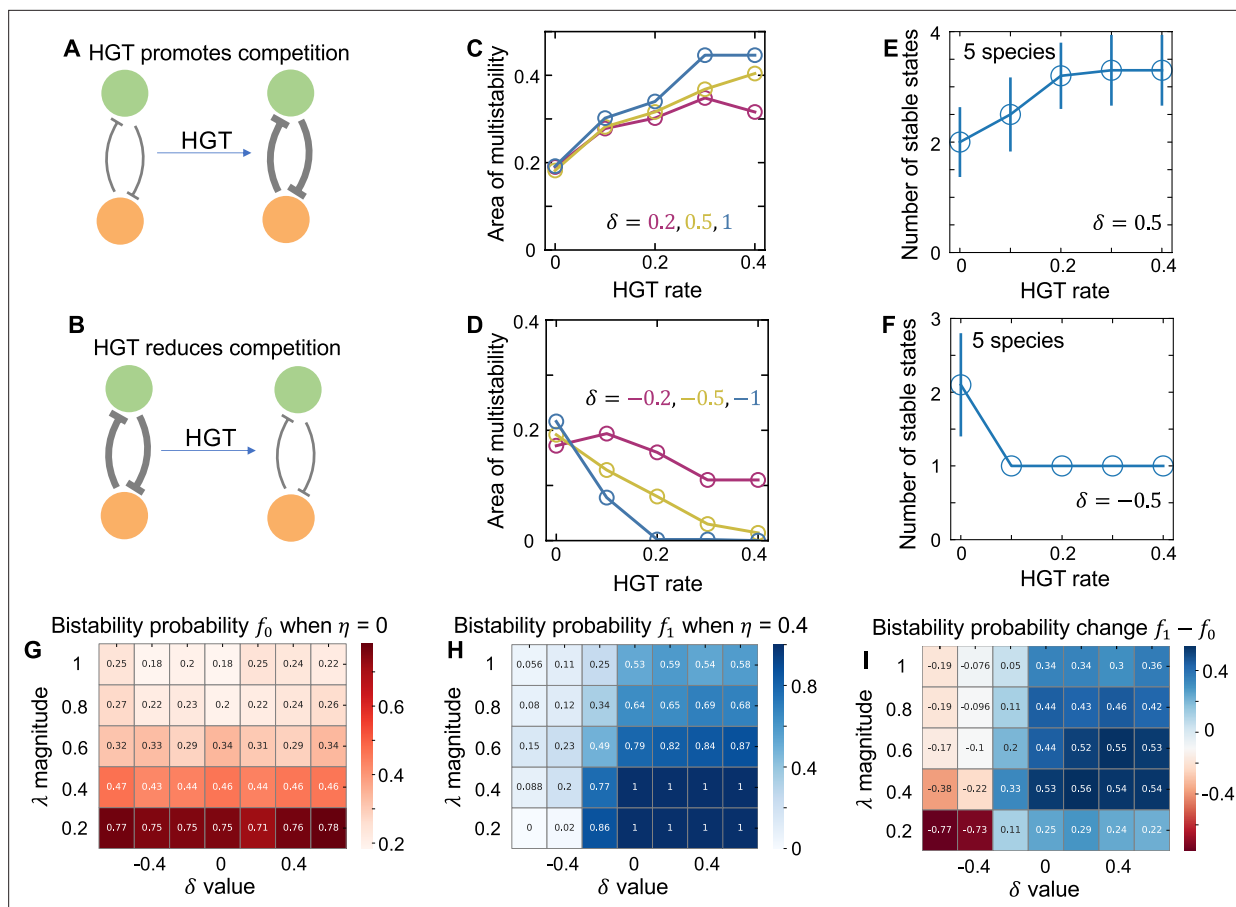 A
HGT promotes competition
HGT
B
HGT reduces competition
HGT
C
Area of multistability
0.4
0.2
0
δ = 0.2, 0.5, 1
0
0.2
0.4
HGT rate
D
Area of multistability
0.4
0.2
0
δ = −0.2, −0.5, −1
0
0.2
0.4
HGT rate
E
Number of stable states
4
2
0
5 species
δ = 0.5
0
0.2
0.4
HGT rate
F
Number of stable states
3
2
1
0
5 species
δ = −0.5
0
0.2
0.4
HGT rate
G
Bistability probability f₀ when η = 0
λ magnitude
1 0.25 0.18 0.2 0.18 0.25 0.24 0.22
0.8 0.27 0.22 0.23 0.2 0.22 0.24 0.26
0.6 0.32 0.33 0.29 0.34 0.31 0.29 0.34
0.4 0.47 0.43 0.44 0.46 0.44 0.46 0.46
0.2 0.77 0.75 0.75 0.75 0.71 0.76 0.78
-0.4 0 0.4
δ value
0.6
0.4
0.2
H
Bistability probability f₁ when η = 0.4
λ magnitude
1 0.056 0.11 0.25 0.53 0.59 0.54 0.58
0.8 0.08 0.12 0.34 0.64 0.65 0.69 0.68
0.6 0.15 0.23 0.49 0.79 0.82 0.84 0.87
0.4 0.088 0.2 0.77 1 1 1 1
0.2 0 0.02 0.86 1 1 1 1
-0.4 0 0.4
δ value
0.8
0.4
0
I
Bistability probability change f₁ − f₀
λ magnitude
1 -0.19 -0.076 0.05 0.34 0.34 0.3 0.36
0.8 -0.19 -0.096 0.11 0.44 0.43 0.46 0.42
0.6 -0.17 -0.1 0.2 0.44 0.52 0.55 0.53
0.4 -0.38 -0.22 0.33 0.53 0.56 0.54 0.54
0.2 -0.77 -0.73 0.11 0.25 0.29 0.24 0.22
-0.4 0 0.4
δ value
0.4
0
-0.4